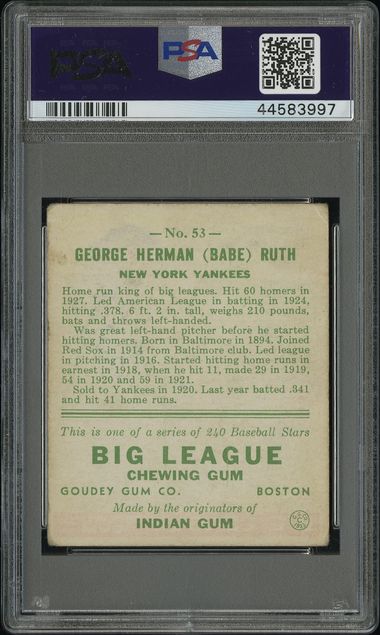 PSA
PSA
44583997
— No. 53 —
GEORGE HERMAN (BABE) RUTH
NEW YORK YANKEES
Home run king of big leagues. Hit 60 homers in
1927. Led American League in batting in 1924,
hitting .378. 6 ft. 2 in. tall, weighs 210 pounds,
bats and throws left-handed.
Was great left-hand pitcher before he started
hitting homers. Born in Baltimore in 1894. Joined
Red Sox in 1914 from Baltimore club. Led league
in pitching in 1916. Started hitting home runs in
earnest in 1918, when he hit 11, made 29 in 1919,
54 in 1920 and 59 in 1921.
Sold to Yankees in 1920. Last year batted .341
and hit 41 home runs.
This is one of a series of 240 Baseball Stars
BIG LEAGUE
CHEWING GUM
GOUDEY GUM CO. BOSTON
Made by the originators of
INDIAN GUM